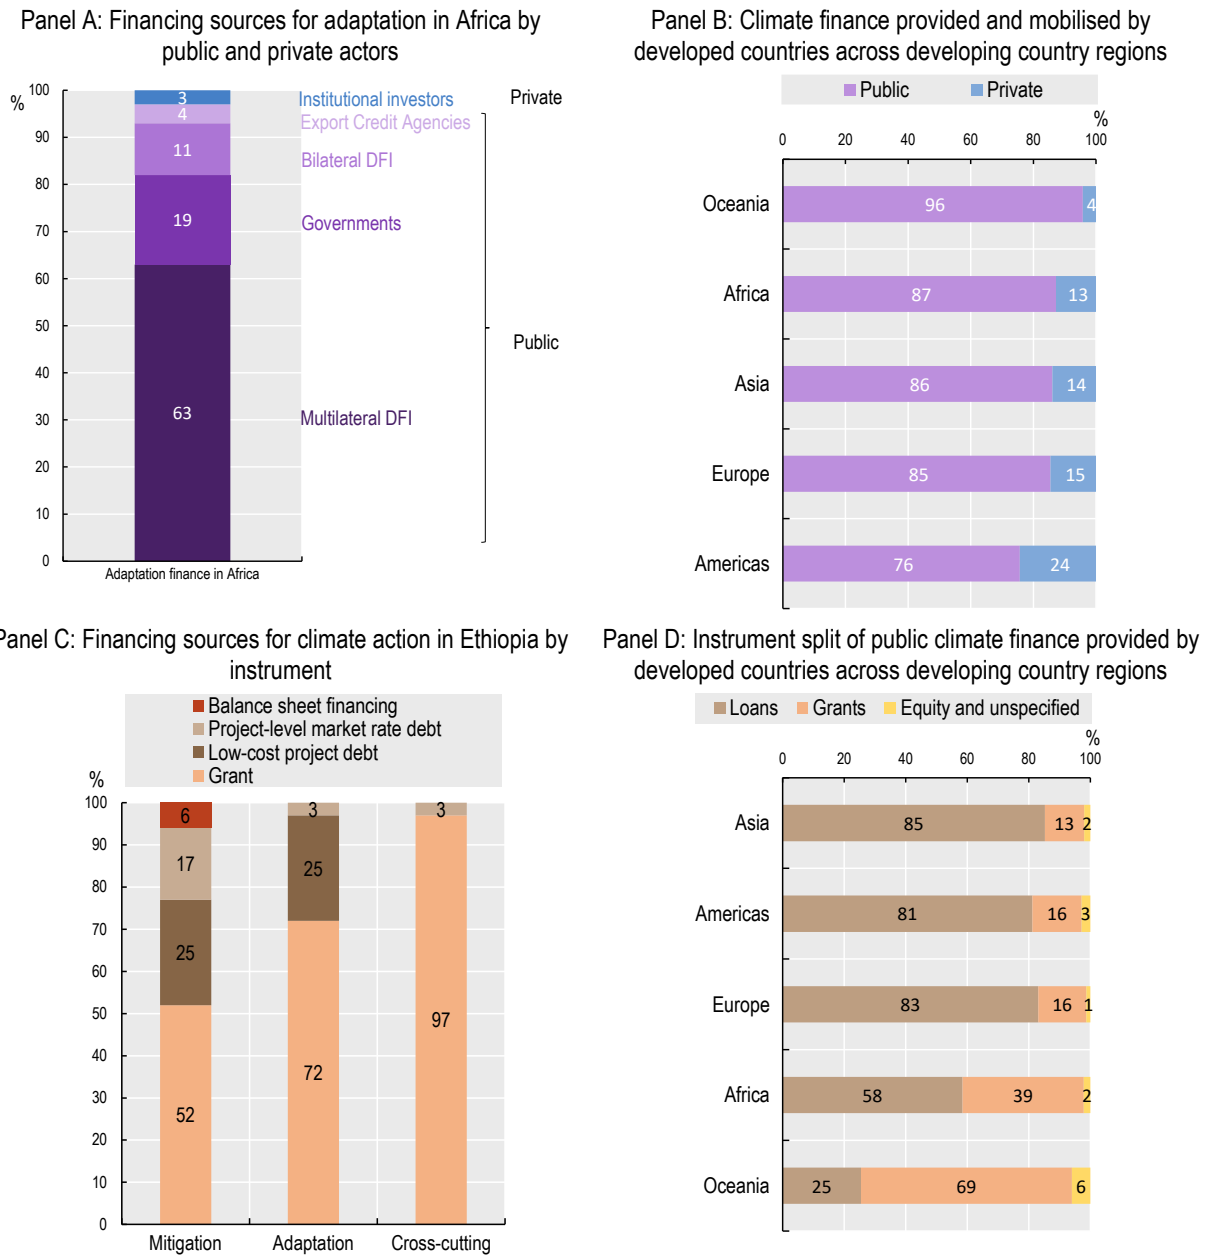 Panel A: Financing sources for adaptation in Africa by
public and private actors
%
100
90
80
70
60
50
40
30
20
10
0
3
4
11
19
63
Institutional investors
Export Credit Agencies
Bilateral DFI
Governments
Multilateral DFI
Private
Public
Adaptation finance in Africa
Panel B: Climate finance provided and mobilised by
developed countries across developing country regions
Public Private
%
0 20 40 60 80 100
Oceania 96 4
Africa 87 13
Asia 86 14
Europe 85 15
Americas 76 24
Panel C: Financing sources for climate action in Ethiopia by
instrument
Balance sheet financing
Project-level market rate debt
Low-cost project debt
Grant
%
100
90
80
70
60
50
40
30
20
10
0
6 3 3
17
25 25
52 72 97
Mitigation Adaptation Cross-cutting
Panel D: Instrument split of public climate finance provided by
developed countries across developing country regions
Loans Grants Equity and unspecified
%
0 20 40 60 80 100
Asia 85 13 2
Americas 81 16 3
Europe 83 16 1
Africa 58 39 2
Oceania 25 69 6